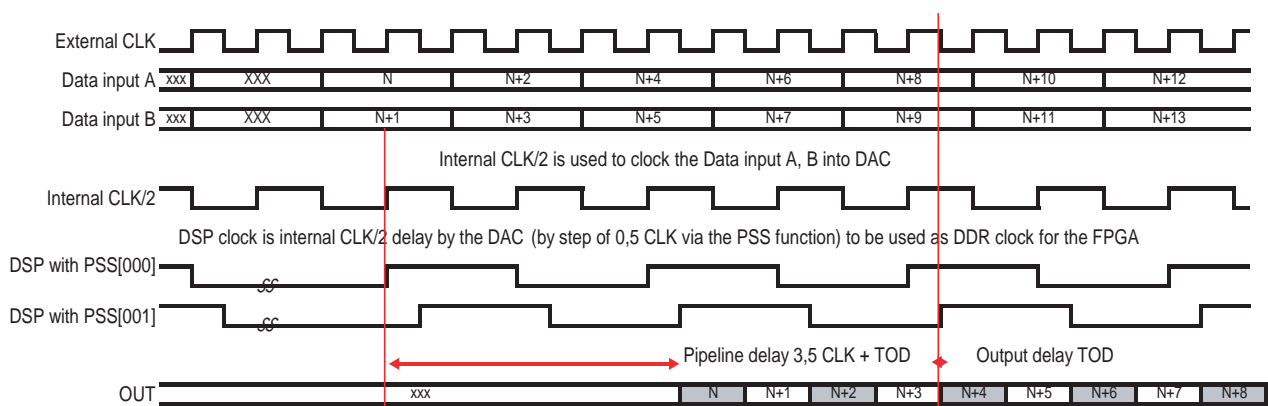 External CLK
Data input A xxx XXX N N+2 N+4 N+6 N+8 N+10 N+12
Data input B xxx XXX N+1 N+3 N+5 N+7 N+9 N+11 N+13
Internal CLK/2 is used to clock the Data input A, B into DAC
Internal CLK/2
DSP clock is internal CLK/2 delay by the DAC (by step of 0,5 CLK via the PSS function) to be used as DDR clock for the FPGA
DSP with PSS[000]
DSP with PSS[001]
Pipeline delay 3,5 CLK + TOD Output delay TOD
OUT xxx N N+1 N+2 N+3 N+4 N+5 N+6 N+7 N+8